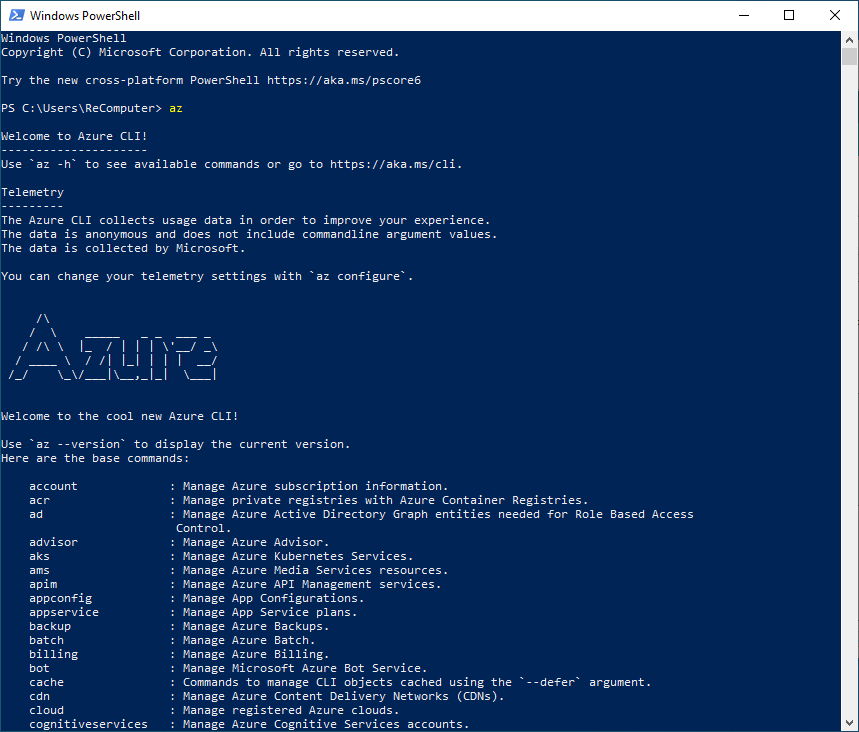 Windows PowerShell
Windows PowerShell
Copyright (C) Microsoft Corporation. All rights reserved.
Try the new cross-platform PowerShell https://aka.ms/pscore6
PS C:\Users\ReComputer> az
Welcome to Azure CLI!
---------------------
Use `az -h` to see available commands or go to https://aka.ms/cli.
Telemetry
---------
The Azure CLI collects usage data in order to improve your experience.
The data is anonymous and does not include commandline argument values.
The data is collected by Microsoft.
You can change your telemetry settings with `az configure`.
     /\
    /  \    _____   _ _  ___ _
   / /\ \  |_  / | | | \'__/ _\
  / ____ \  / /| |_| | | |  __/
 /_/    \_\/___|\__,_|_|  \___|
Welcome to the cool new Azure CLI!
Use `az --version` to display the current version.
Here are the base commands:
    account             : Manage Azure subscription information.
    acr                 : Manage private registries with Azure Container Registries.
    ad                  : Manage Azure Active Directory Graph entities needed for Role Based Access
                         Control.
    advisor             : Manage Azure Advisor.
    aks                 : Manage Azure Kubernetes Services.
    ams                 : Manage Azure Media Services resources.
    apim                : Manage Azure API Management services.
    appconfig           : Manage App Configurations.
    appservice          : Manage App Service plans.
    backup              : Manage Azure Backups.
    batch               : Manage Azure Batch.
    billing             : Manage Azure Billing.
    bot                 : Manage Microsoft Azure Bot Service.
    cache               : Commands to manage CLI objects cached using the `--defer` argument.
    cdn                 : Manage Azure Content Delivery Networks (CDNs).
    cloud               : Manage registered Azure clouds.
    cognitiveservices   : Manage Azure Cognitive Services accounts.